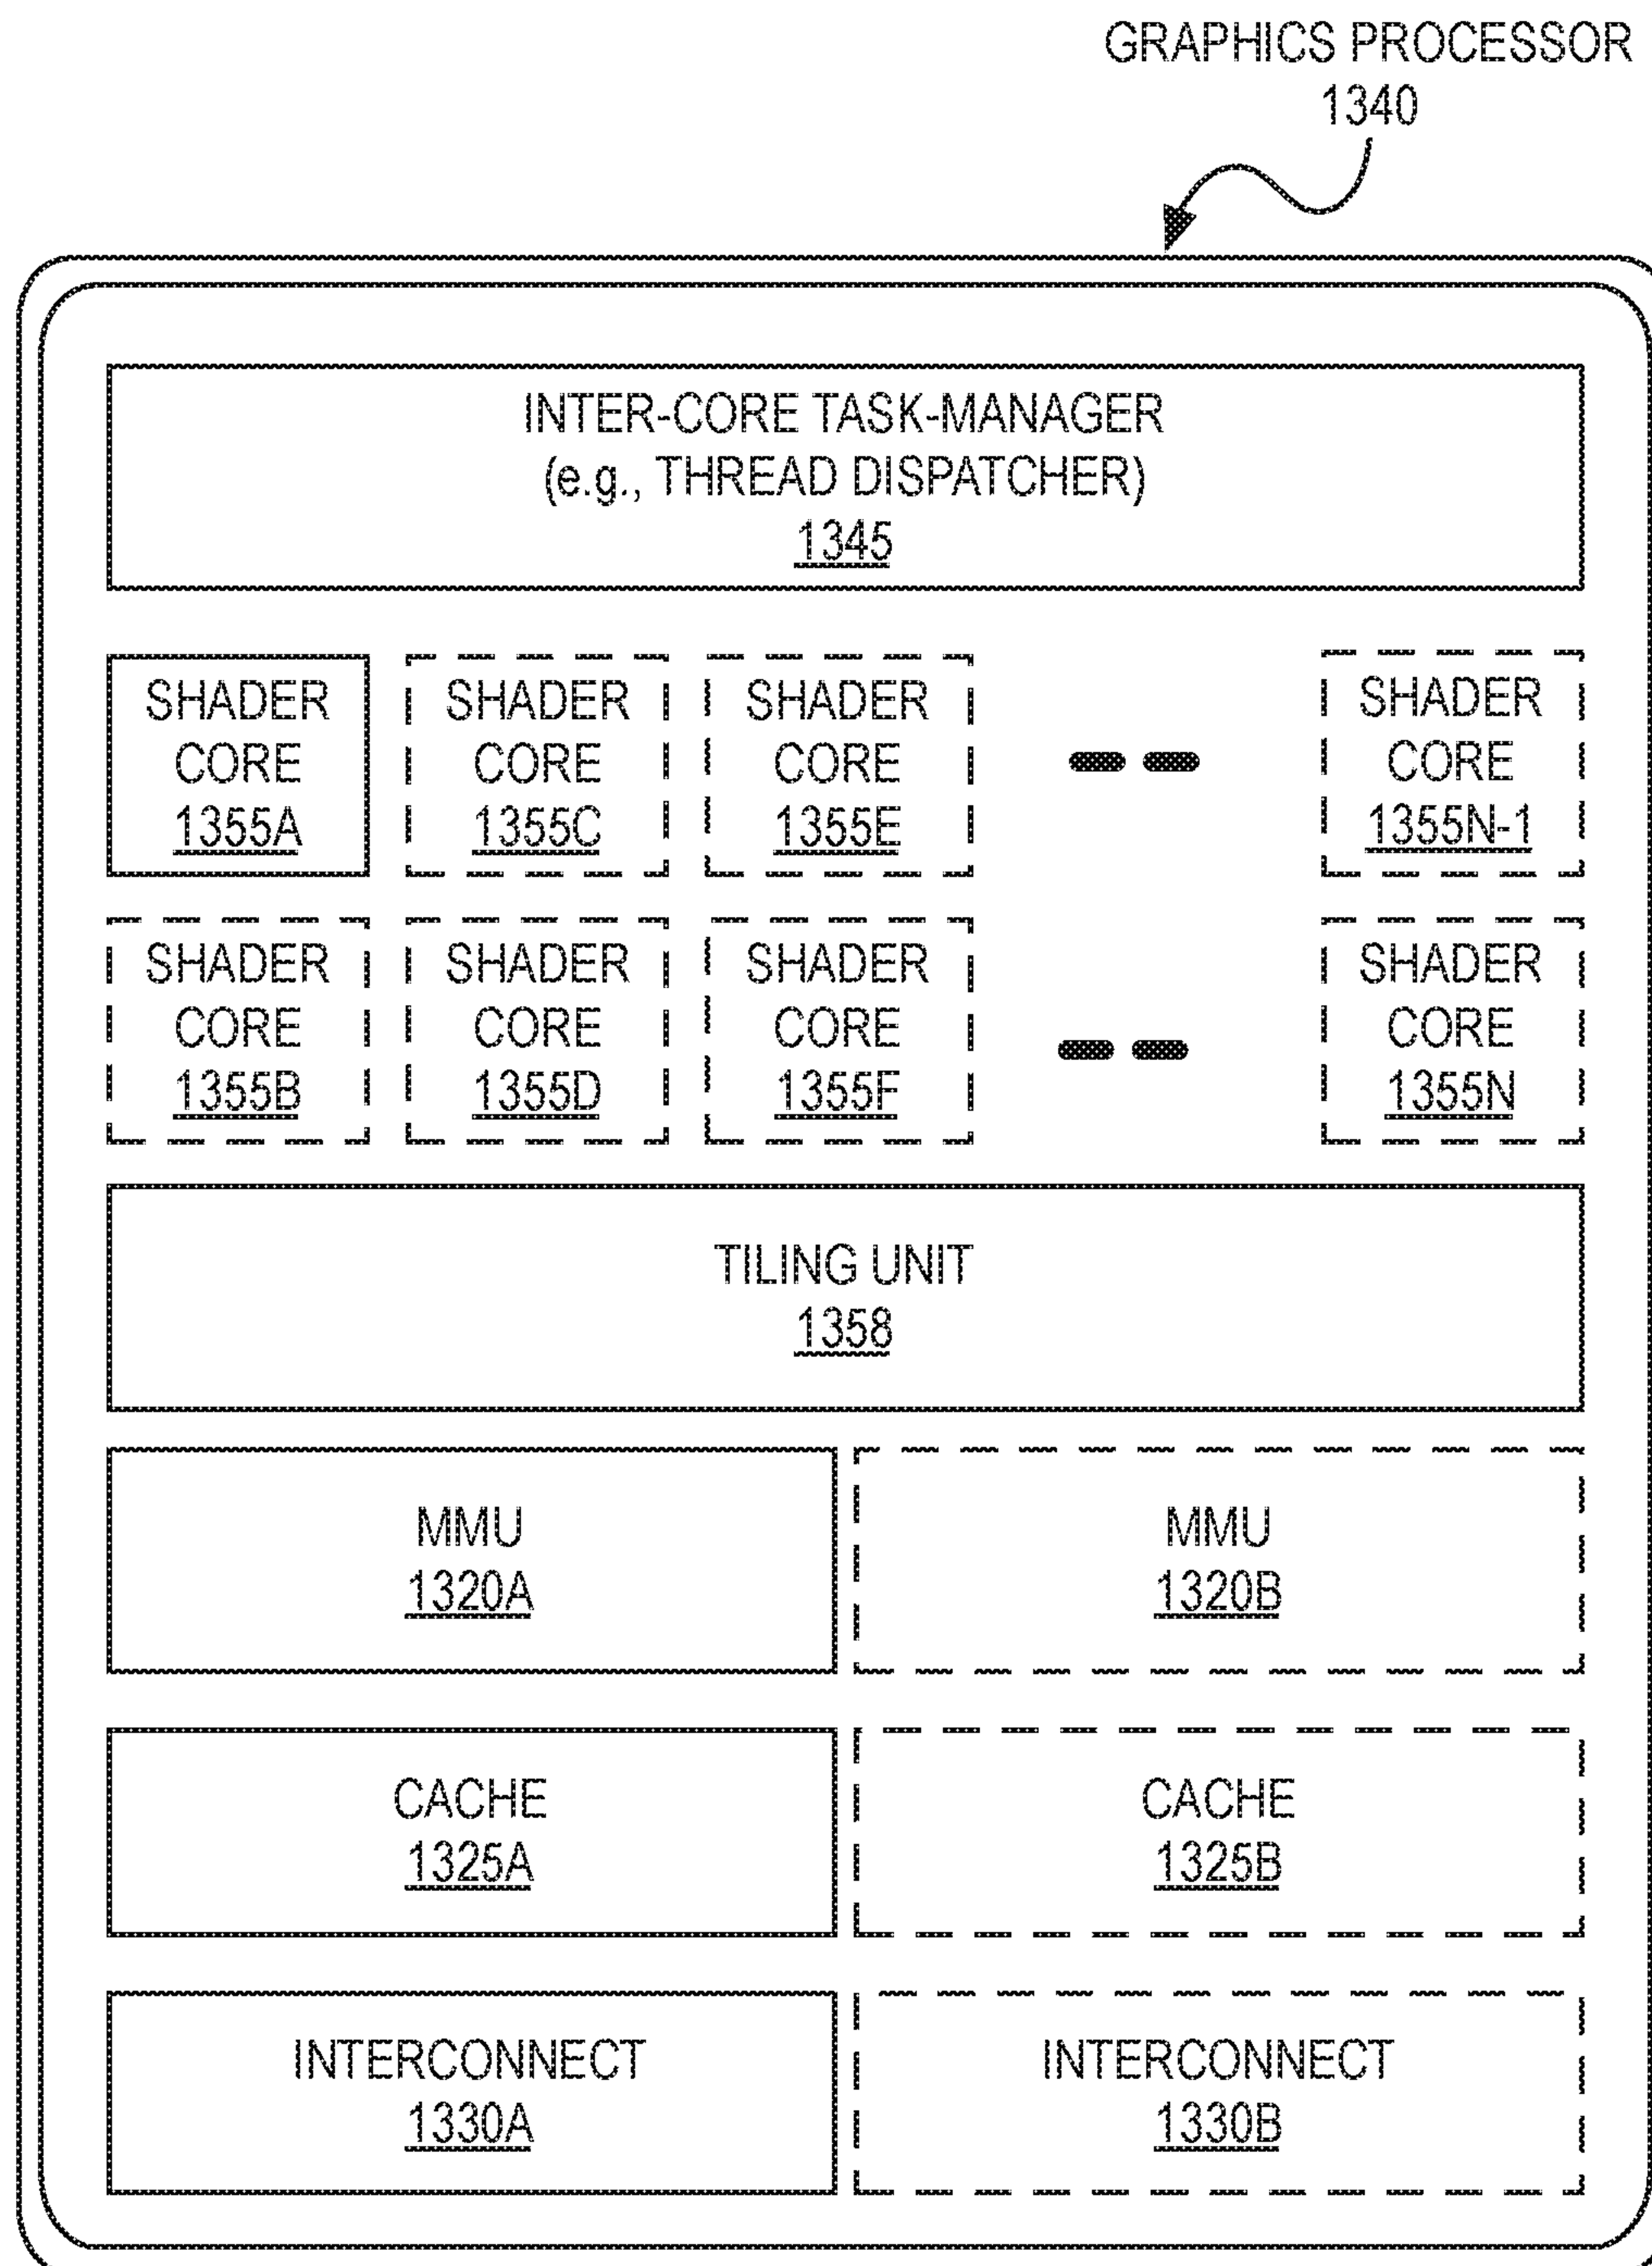 GRAPHICS PROCESSOR
1340
INTER-CORE TASK-MANAGER
(e.g., THREAD DISPATCHER)
1345
SHADER
CORE
1355A
SHADER
CORE
1355C
SHADER
CORE
1355E
SHADER
CORE
1355N-1
SHADER
CORE
1355B
SHADER
CORE
1355D
SHADER
CORE
1355F
SHADER
CORE
1355N
TILING UNIT
1358
MMU
1320A
MMU
1320B
CACHE
1325A
CACHE
1325B
INTERCONNECT
1330A
INTERCONNECT
1330B